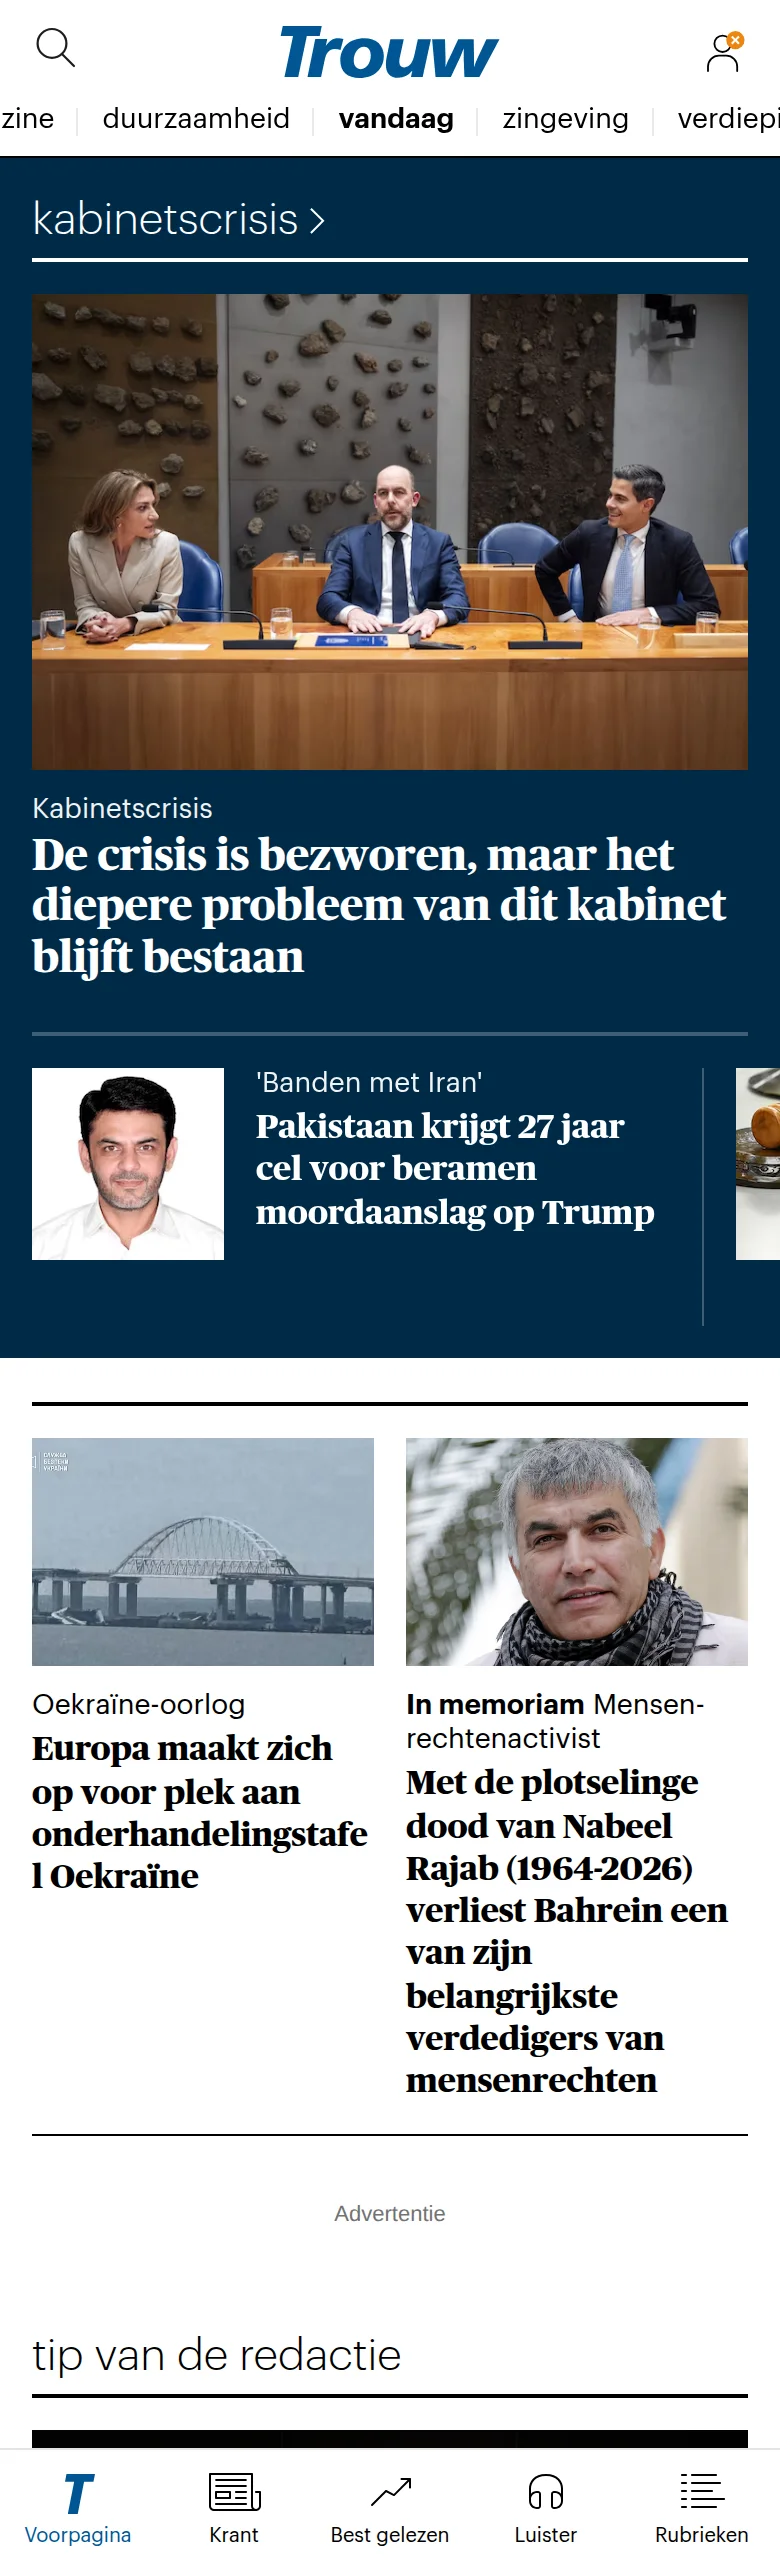 Trouw
zine
duurzaamheid
vandaag
zingeving
verdiepi
kabinetscrisis
Kabinetscrisis
De crisis is bezworen, maar het
diepere probleem van dit kabinet
blijft bestaan
'Banden met Iran'
Pakistaan krijgt 27 jaar
cel voor beramen
moordaanslag op Trump
СЛУЖБА
БЕЗПЕКИ
УКРАЇНИ
Oekraïne-oorlog
Europa maakt zich
op voor plek aan
onderhandelingstafe
l Oekraïne
In memoriam Mensen-
rechtenactivist
Met de plotselinge
dood van Nabeel
Rajab (1964-2026)
verliest Bahrein een
van zijn
belangrijkste
verdedigers van
mensenrechten
Advertentie
tip van de redactie
T
Voorpagina
Krant
Best gelezen
Luister
Rubrieken